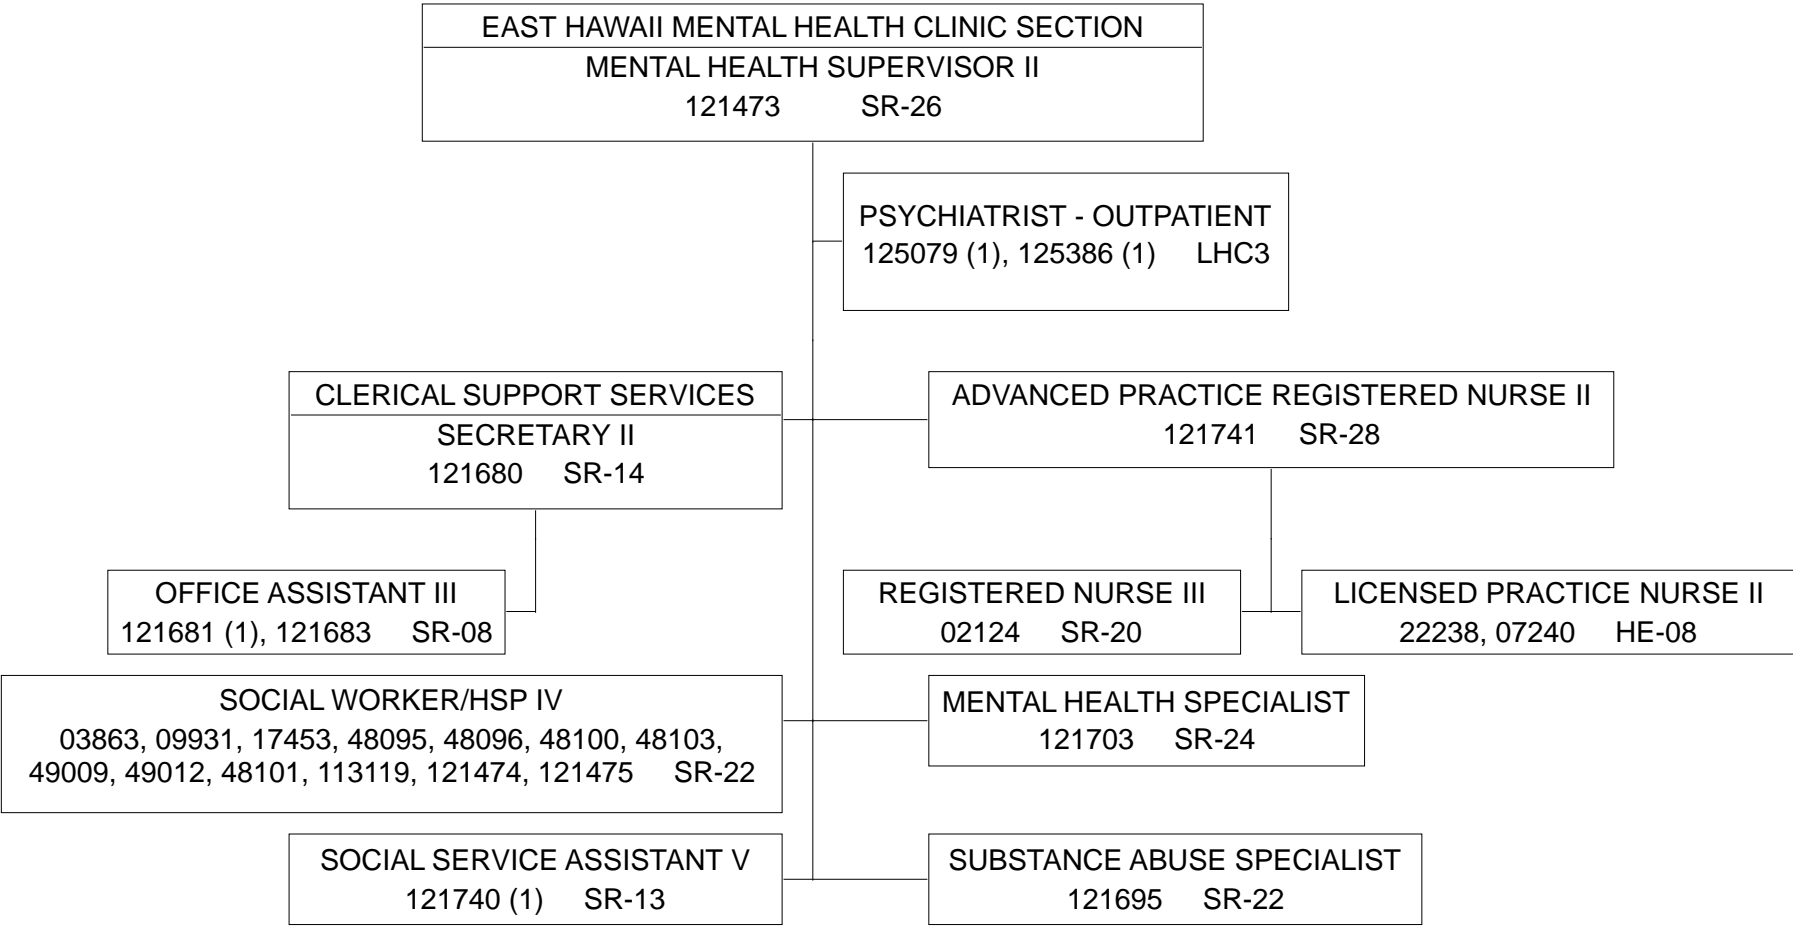 EAST HAWAII MENTAL HEALTH CLINIC SECTION
MENTAL HEALTH SUPERVISOR II
121473 SR-26
PSYCHIATRIST - OUTPATIENT
125079 (1), 125386 (1) LHC3
CLERICAL SUPPORT SERVICES
SECRETARY II
121680 SR-14
ADVANCED PRACTICE REGISTERED NURSE II
121741 SR-28
OFFICE ASSISTANT III
121681 (1), 121683 SR-08
REGISTERED NURSE III
02124 SR-20
LICENSED PRACTICE NURSE II
22238, 07240 HE-08
SOCIAL WORKER/HSP IV
03863, 09931, 17453, 48095, 48096, 48100, 48103,
49009, 49012, 48101, 113119, 121474, 121475 SR-22
MENTAL HEALTH SPECIALIST
121703 SR-24
SOCIAL SERVICE ASSISTANT V
121740 (1) SR-13
SUBSTANCE ABUSE SPECIALIST
121695 SR-22